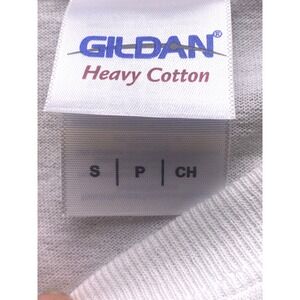 GILDAN®
Heavy Cotton
S | P | CH